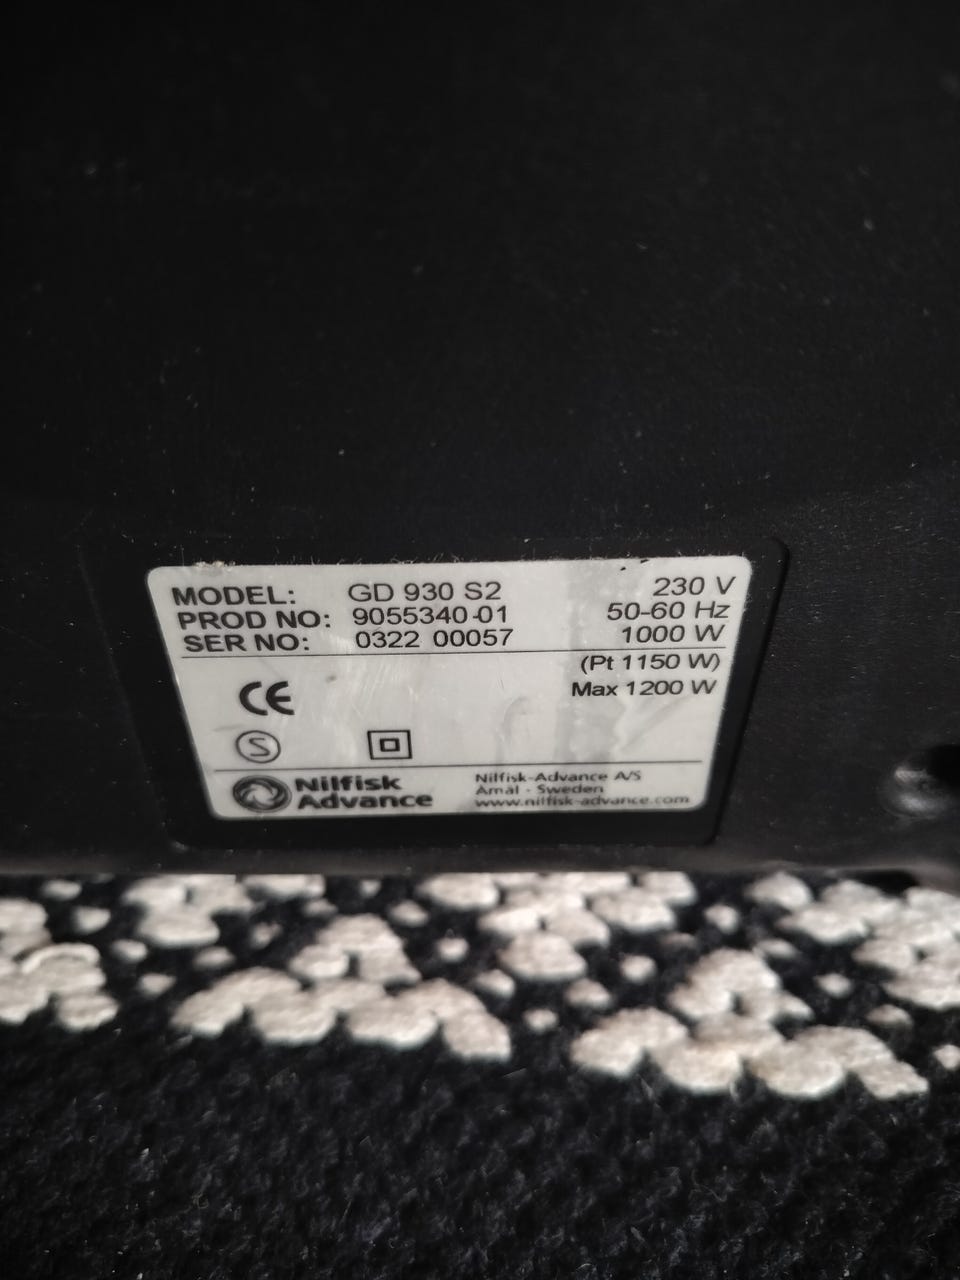 MODEL: GD 930 S2 230 V
PROD NO: 9055340-01 50-60 Hz
SER NO: 0322 00057 1000 W
(Pt 1150 W)
Max 1200 W
CE
S
Nilfisk
Advance
Nilfisk-Advance A/S
Åmål - Sweden
www.nilfisk-advance.com